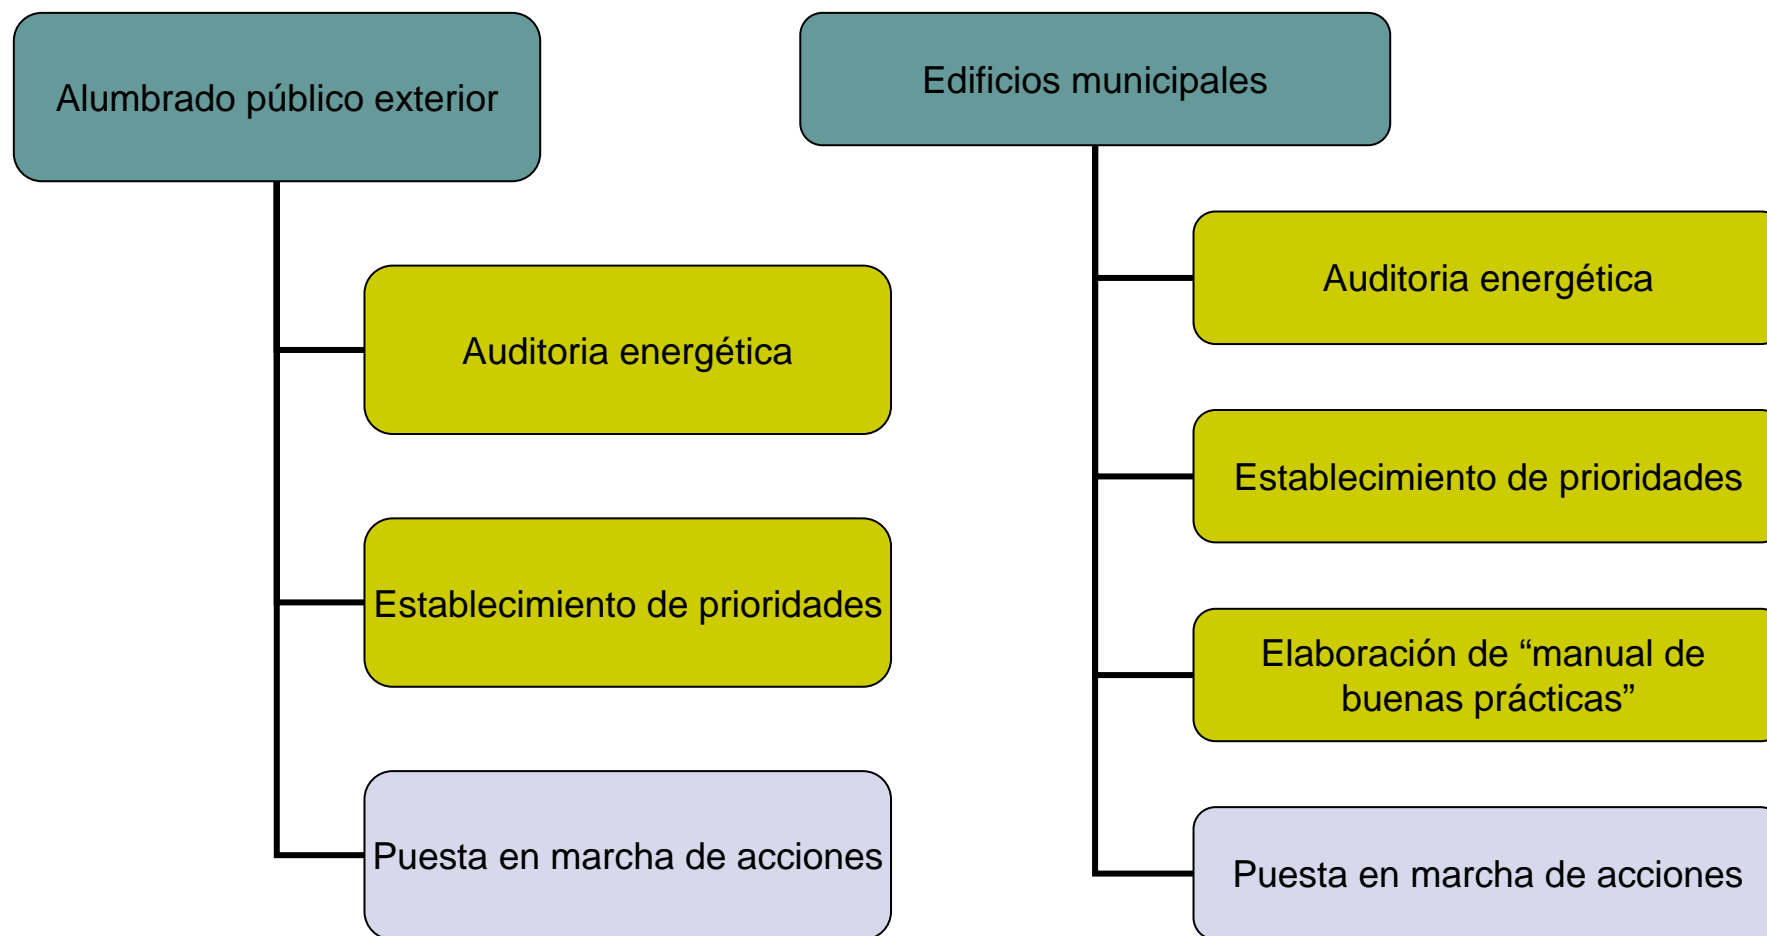 Alumbrado público exterior
Auditoria energética
Establecimiento de prioridades
Puesta en marcha de acciones
Edificios municipales
Auditoria energética
Establecimiento de prioridades
Elaboración de “manual de
buenas prácticas”
Puesta en marcha de acciones